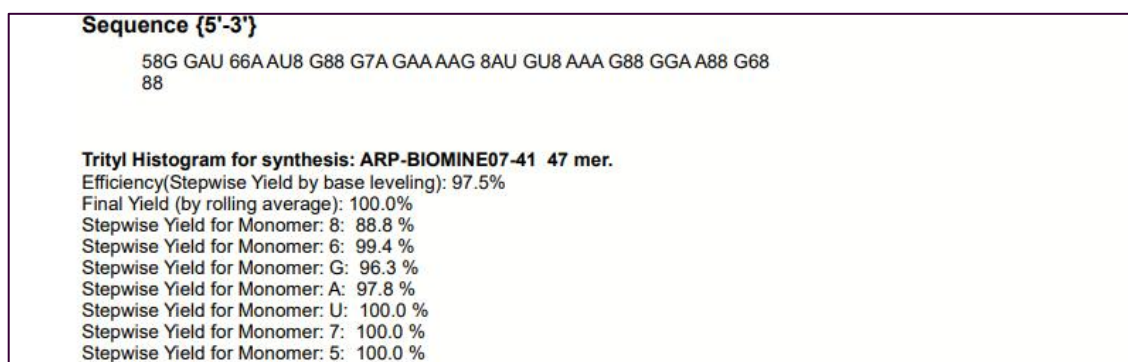 Sequence {5'-3'}
58G GAU 66A AU8 G88 G7A GAA AAG 8AU GU8 AAA G88 GGA A88 G68
88
Trityl Histogram for synthesis: ARP-BIOMINE07-41 47 mer.
Efficiency(Stepwise Yield by base leveling): 97.5%
Final Yield (by rolling average): 100.0%
Stepwise Yield for Monomer: 8: 88.8 %
Stepwise Yield for Monomer: 6: 99.4 %
Stepwise Yield for Monomer: G: 96.3 %
Stepwise Yield for Monomer: A: 97.8 %
Stepwise Yield for Monomer: U: 100.0 %
Stepwise Yield for Monomer: 7: 100.0 %
Stepwise Yield for Monomer: 5: 100.0 %